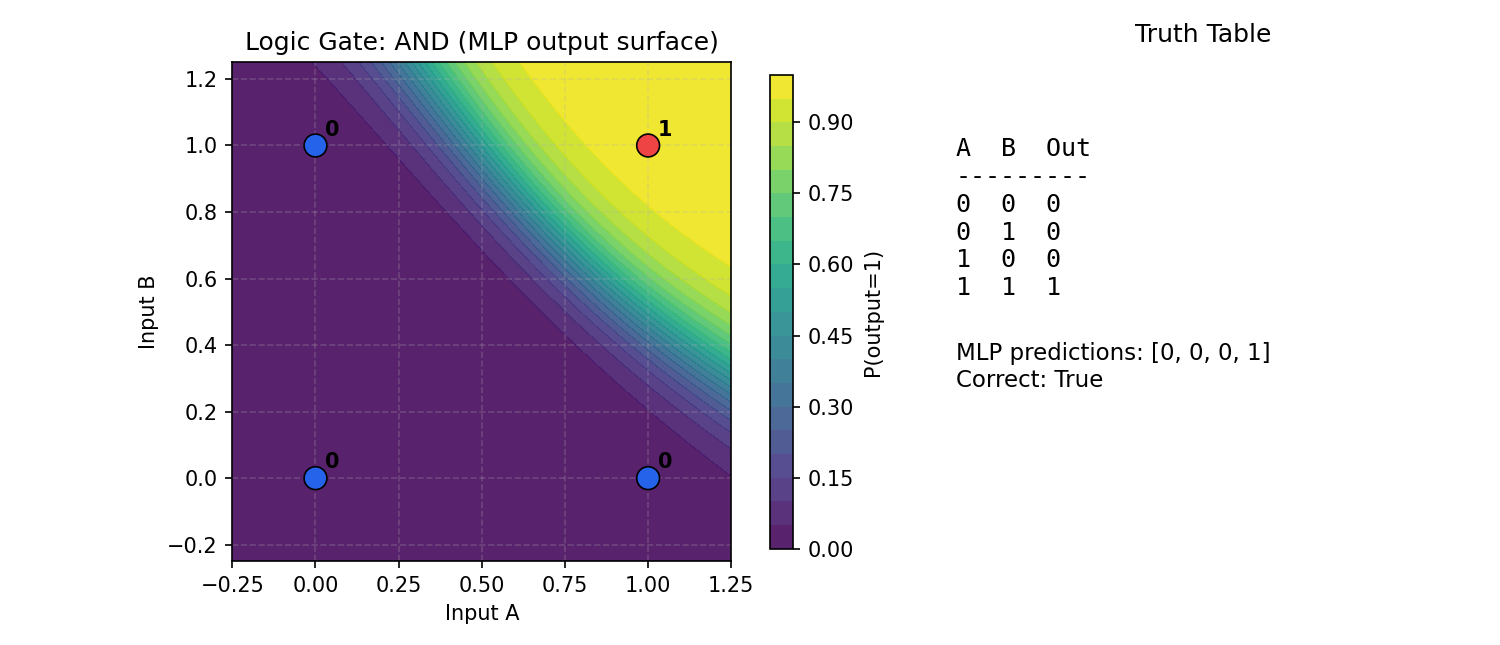 Logic Gate: AND (MLP output surface)
1.2
1.0
0.8
0.6
0.4
0.2
0.0
−0.2
Input B
0
1
0
0
−0.25
0.00
0.25
0.50
0.75
1.00
1.25
Input A
0.90
0.75
0.60
0.45
0.30
0.15
0.00
P(output=1)
Truth Table
A B Out
---------
0 0 0
0 1 0
1 0 0
1 1 1
MLP predictions: [0, 0, 0, 1]
Correct: True